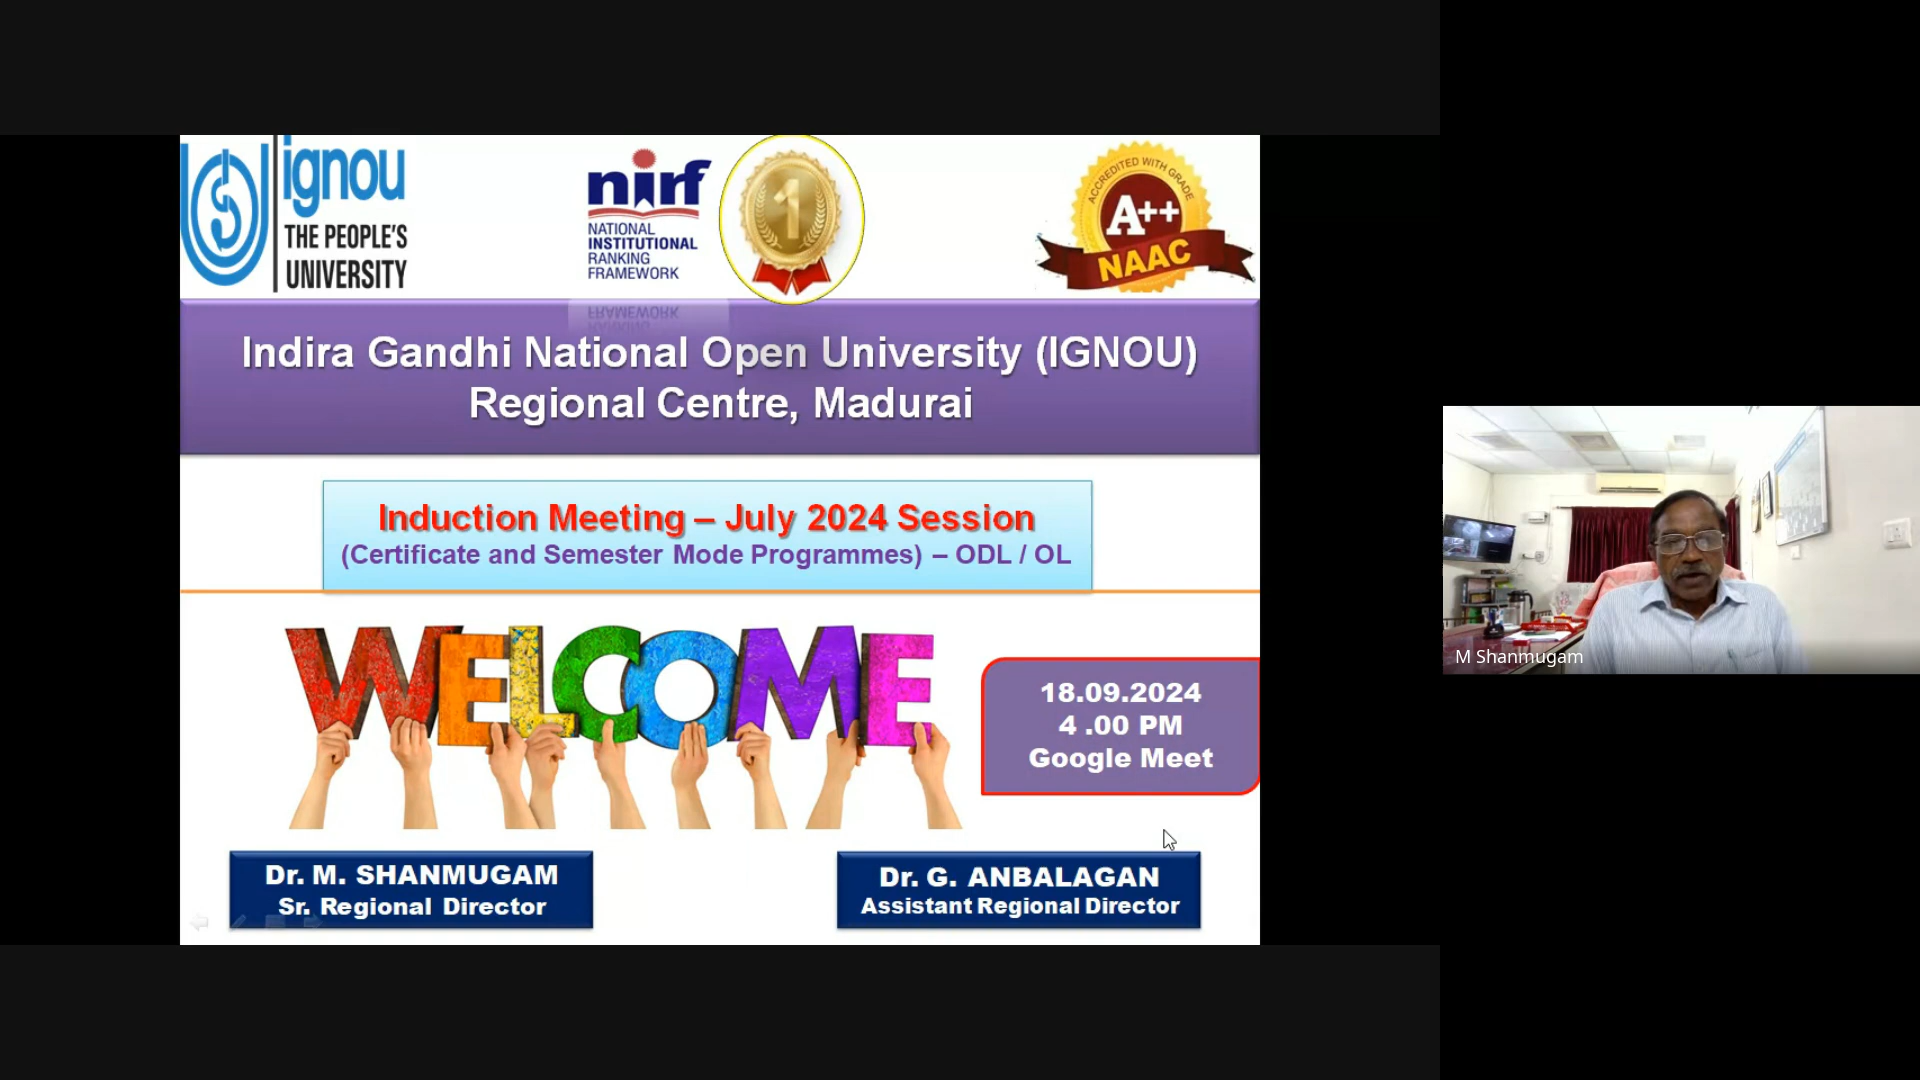 ignou
THE PEOPLE'S
UNIVERSITY
nirf
NATIONAL
INSTITUTIONAL
RANKING
FRAMEWORK
1
ACCREDITED WITH GRADE
A++
NAAC
Indira Gandhi National Open University (IGNOU)
Regional Centre, Madurai
Induction Meeting – July 2024 Session
(Certificate and Semester Mode Programmes) – ODL / OL
WELCOME
18.09.2024
4 .00 PM
Google Meet
Dr. M. SHANMUGAM
Sr. Regional Director
Dr. G. ANBALAGAN
Assistant Regional Director
M Shanmugam